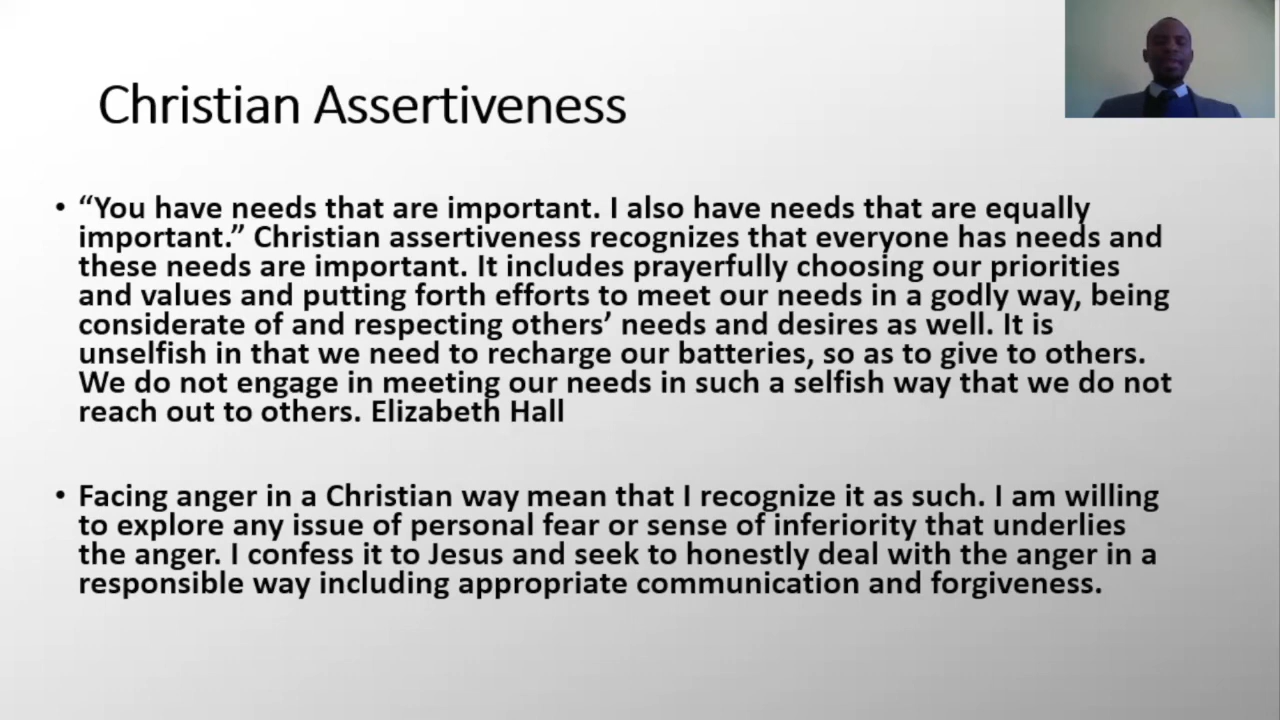 Christian Assertiveness
• “You have needs that are important. I also have needs that are equally
important.” Christian assertiveness recognizes that everyone has needs and
these needs are important. It includes prayerfully choosing our priorities
and values and putting forth efforts to meet our needs in a godly way, being
considerate of and respecting others’ needs and desires as well. It is
unselfish in that we need to recharge our batteries, so as to give to others.
We do not engage in meeting our needs in such a selfish way that we do not
reach out to others. Elizabeth Hall
• Facing anger in a Christian way mean that I recognize it as such. I am willing
to explore any issue of personal fear or sense of inferiority that underlies
the anger. I confess it to Jesus and seek to honestly deal with the anger in a
responsible way including appropriate communication and forgiveness.